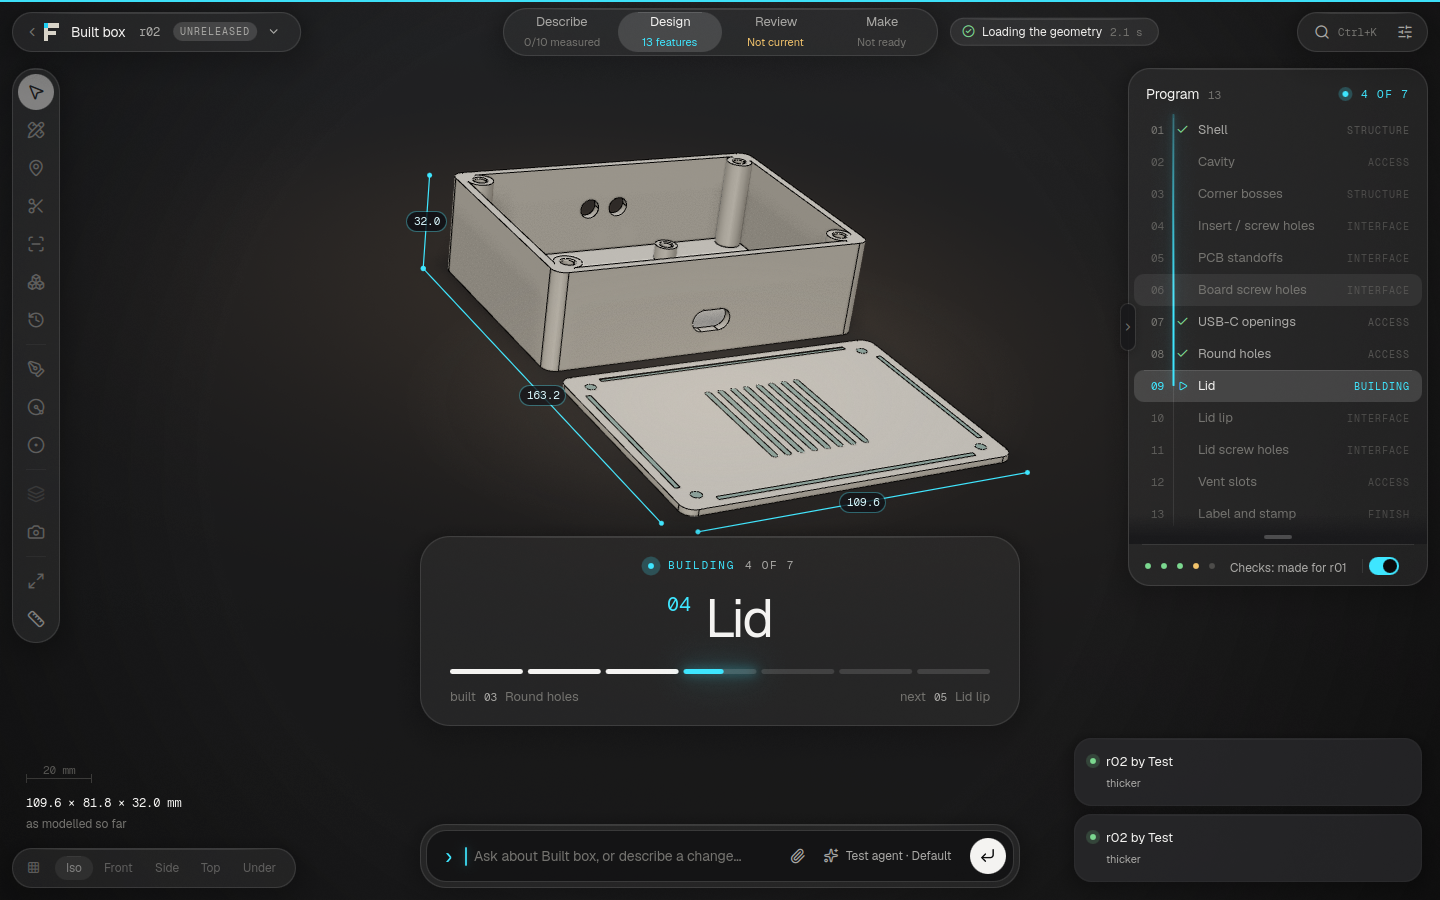 Built box r02 UNRELEASED
Describe
0/10 measured
Design
13 features
Review
Not current
Make
Not ready
Loading the geometry 2.1 s
Ctrl+K
Program 13
4 OF 7
01 Shell STRUCTURE
02 Cavity ACCESS
03 Corner bosses STRUCTURE
04 Insert / screw holes INTERFACE
05 PCB standoffs INTERFACE
06 Board screw holes INTERFACE
07 USB-C openings ACCESS
08 Round holes ACCESS
09 Lid BUILDING
10 Lid lip INTERFACE
11 Lid screw holes INTERFACE
12 Vent slots ACCESS
13 Label and stamp FINISH
Checks: made for r01
32.0
163.2
109.6
BUILDING 4 OF 7
04 Lid
built 03 Round holes
next 05 Lid lip
20 mm
109.6 × 81.8 × 32.0 mm
as modelled so far
Iso Front Side Top Under
Ask about Built box, or describe a change...
Test agent · Default
r02 by Test
thicker
r02 by Test
thicker